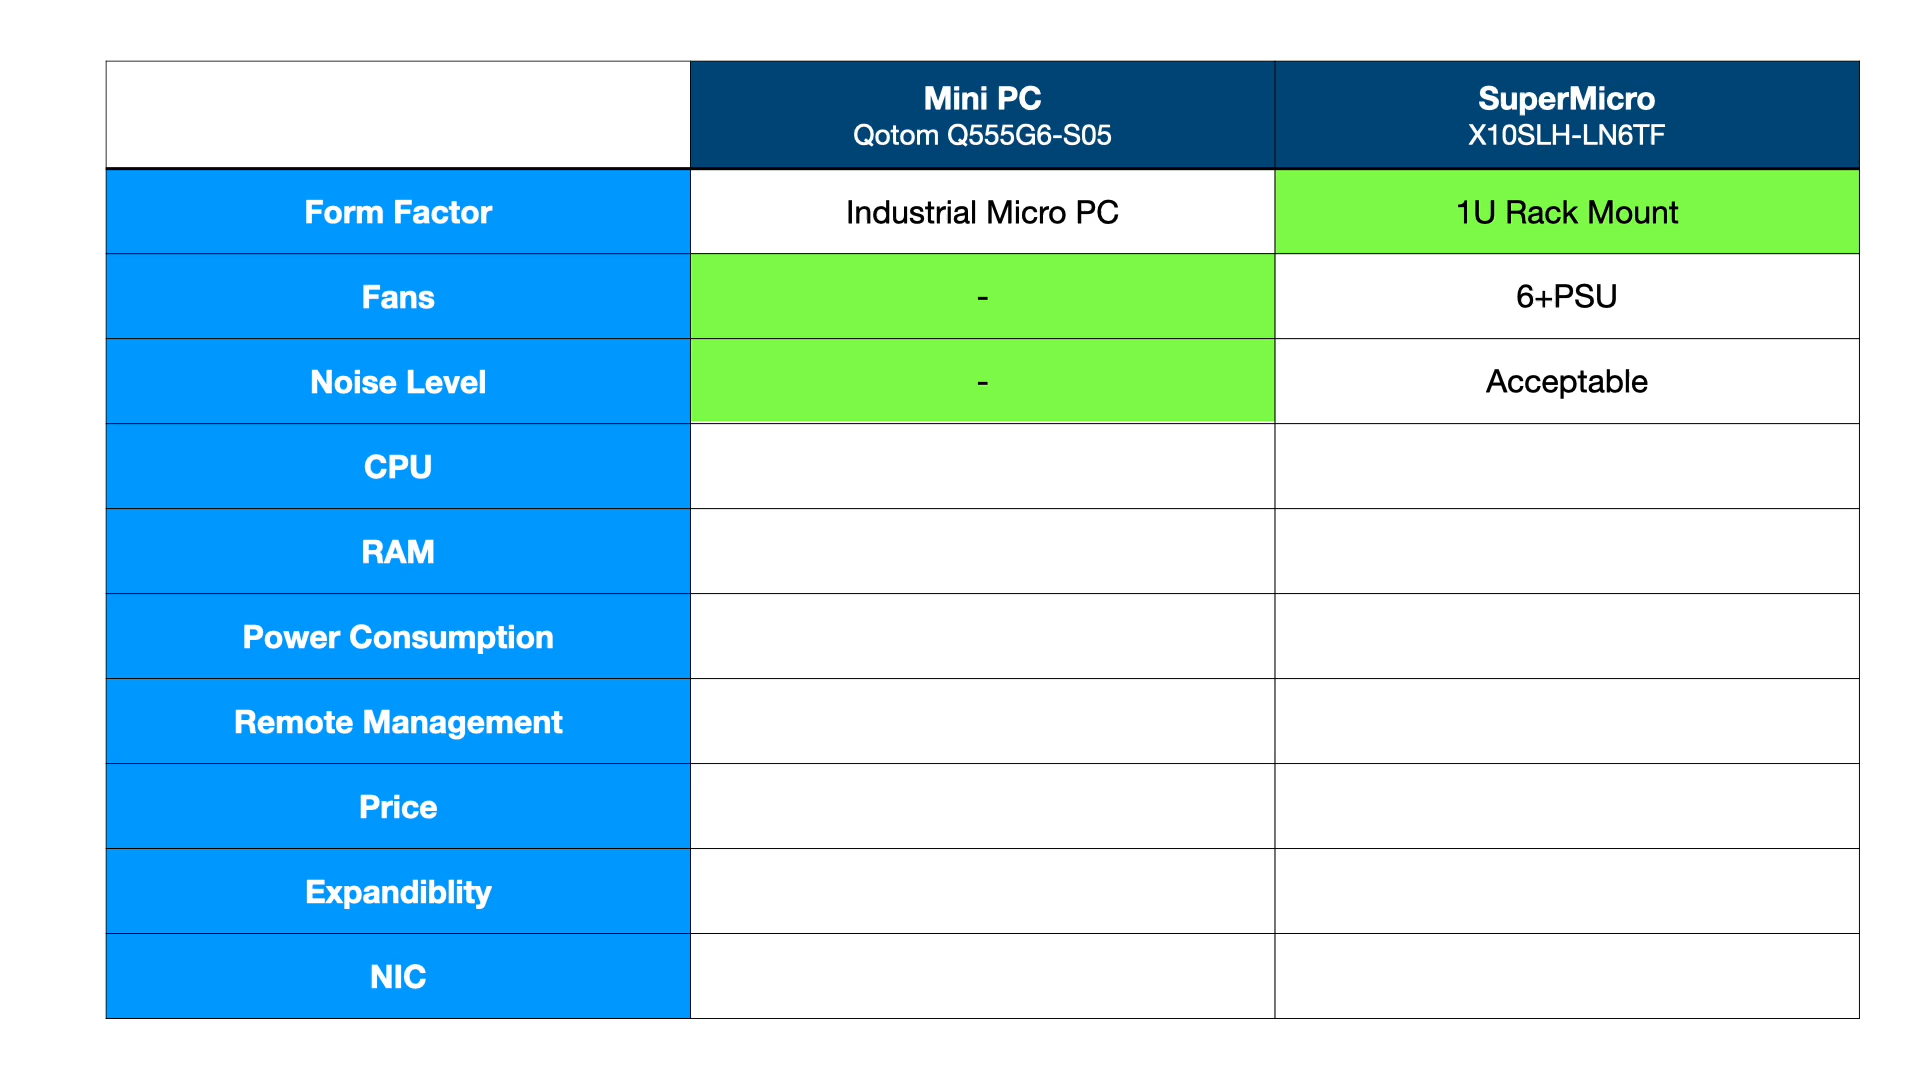 Mini PC
Qotom Q555G6-S05
SuperMicro
X10SLH-LN6TF
Form Factor
Industrial Micro PC
1U Rack Mount
Fans
-
6+PSU
Noise Level
-
Acceptable
CPU
RAM
Power Consumption
Remote Management
Price
Expandiblity
NIC